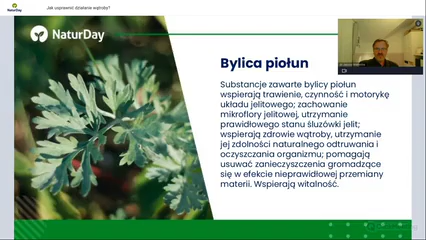 NaturDay
Jak usprawnić działanie wątroby?
NaturDay
Bylica piołun
Substancje zawarte bylicy piołun
wspierają trawienie, czynność i motorykę
układu jelitowego; zachowanie
mikroflory jelitowej, utrzymanie
prawidłowego stanu śluzówki jelit;
wspierają zdrowie wątroby, utrzymanie
jej zdolności naturalnego odtruwania i
oczyszczania organizmu; pomagają
usuwać zanieczyszczenia gromadzące
się w efekcie nieprawidłowej przemiany
materii. Wspierają witalność.